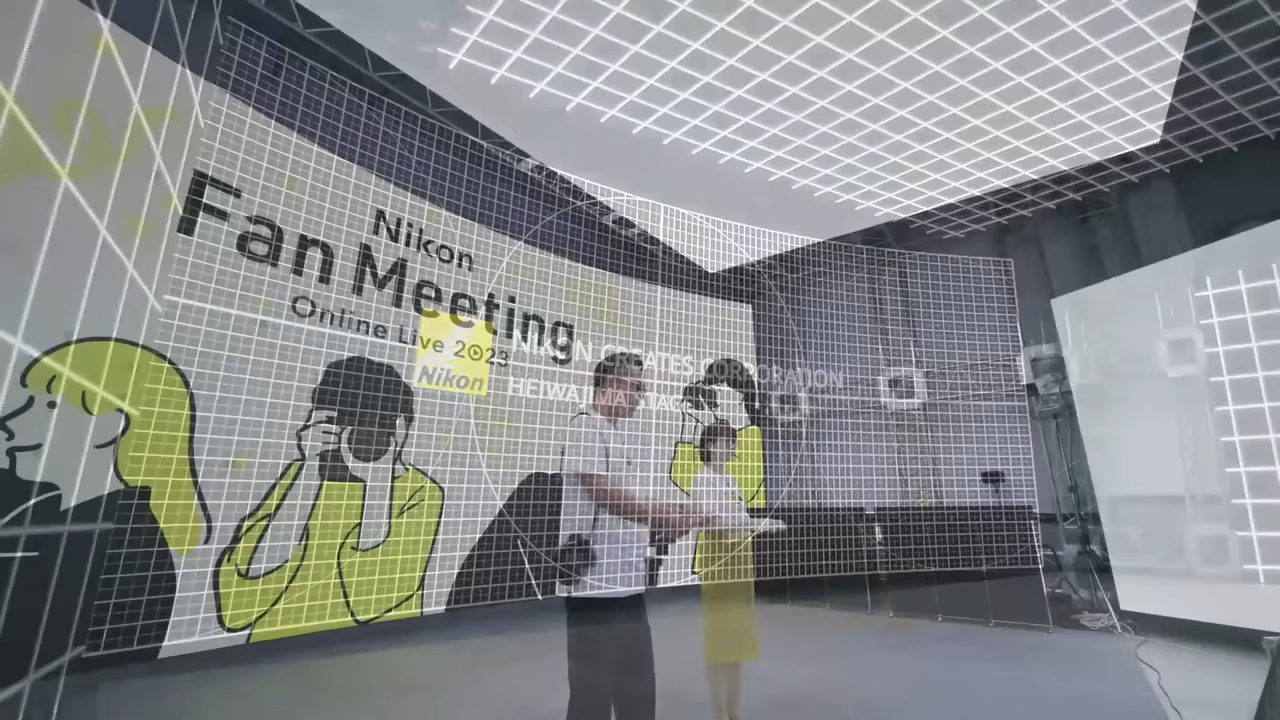 Nikon
Fan Meeting
Online Live 2023
Nikon
NIKON CREATES CORPORATION
HEIWAJIMA STAGE